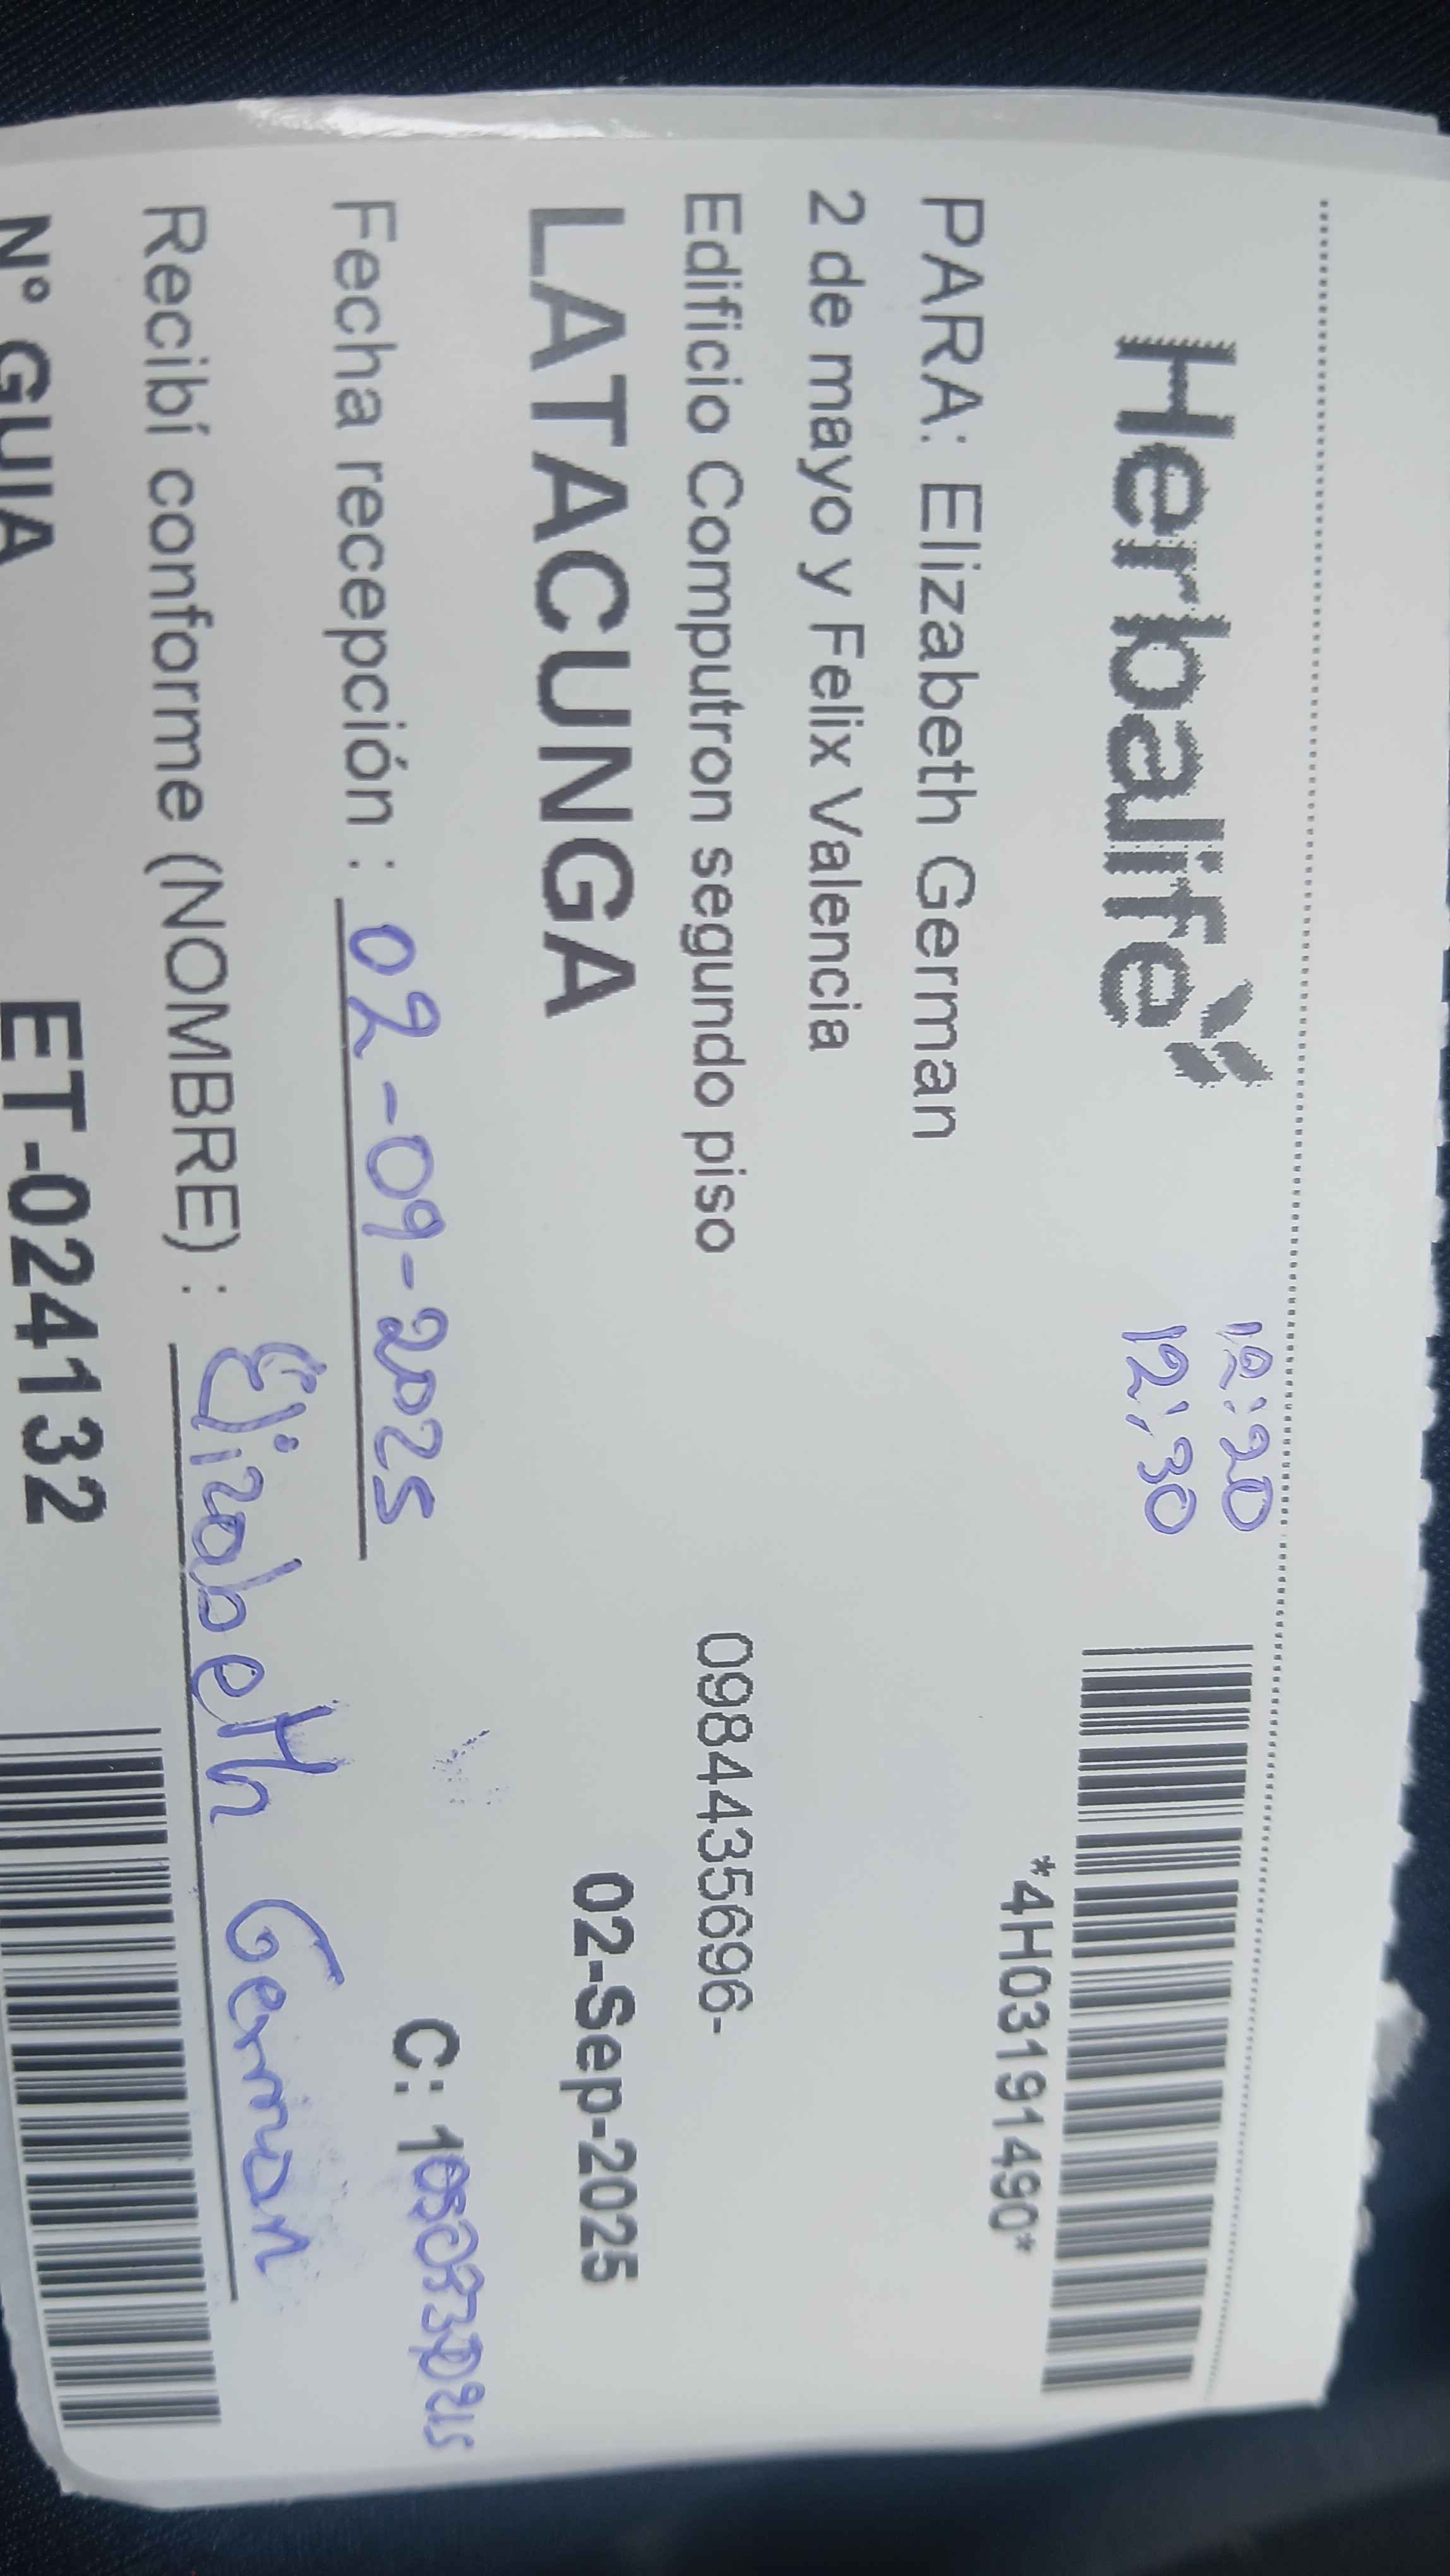 12:20
Herbalife
12:30
*4H03191490*
PARA: Elizabeth German
2 de mayo y Felix Valencia
Edificio Computron segundo piso 0984435696-
LATACUNGA 02-Sep-2025
Fecha recepción : 02-09-2025 C:
Recibí conforme (NOMBRE) : Elizabeth German
N° GUIA ET-024132